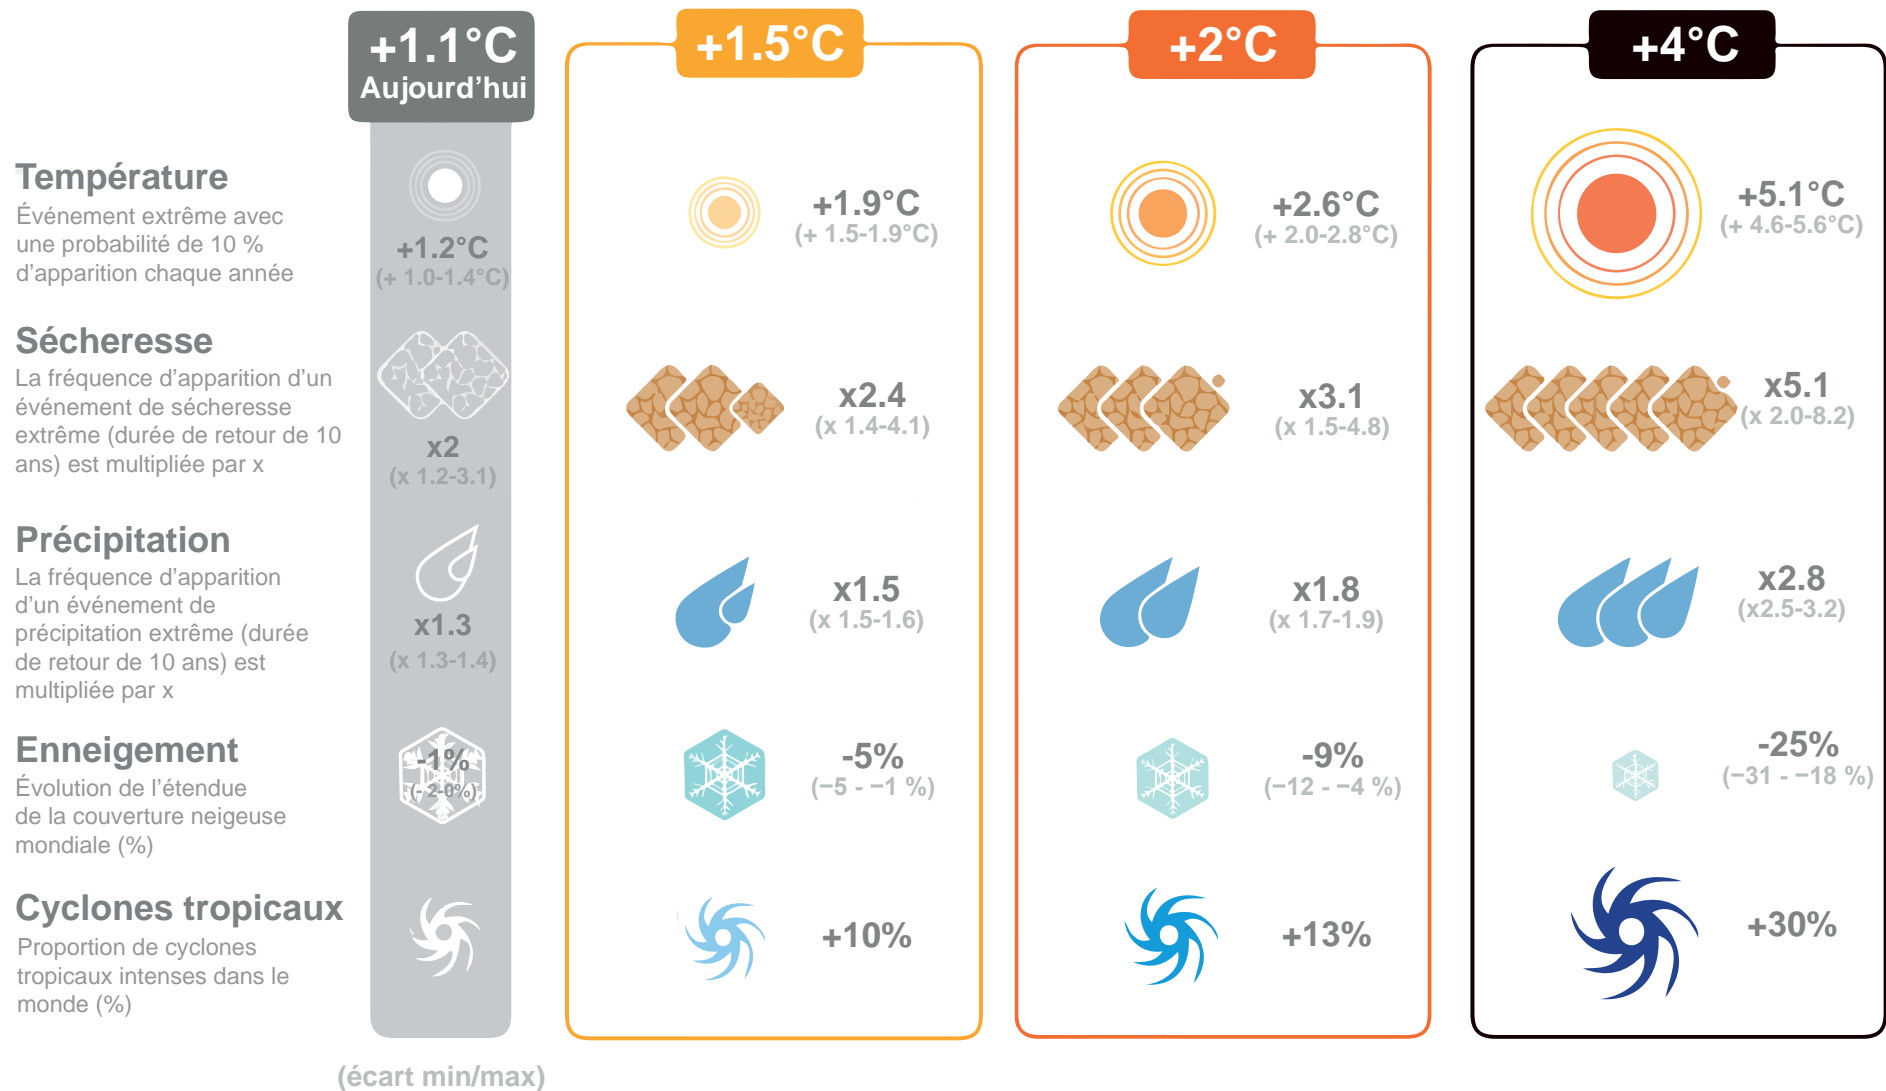 +1.1°C
Aujourd'hui
+1.5°C
+2°C
+4°C
Température
Événement extrême avec
une probabilité de 10 %
d'apparition chaque année
+1.2°C
(+ 1.0-1.4°C)
+1.9°C
(+ 1.5-1.9°C)
+2.6°C
(+ 2.0-2.8°C)
+5.1°C
(+ 4.6-5.6°C)
Sécheresse
La fréquence d'apparition d'un
événement de sécheresse
extrême (durée de retour de 10
ans) est multipliée par x
x2
(x 1.2-3.1)
x2.4
(x 1.4-4.1)
x3.1
(x 1.5-4.8)
x5.1
(x 2.0-8.2)
Précipitation
La fréquence d'apparition
d'un événement de
précipitation extrême (durée
de retour de 10 ans) est
multipliée par x
x1.3
(x 1.3-1.4)
x1.5
(x 1.5-1.6)
x1.8
(x 1.7-1.9)
x2.8
(x2.5-3.2)
Enneigement
Évolution de l'étendue
de la couverture neigeuse
mondiale (%)
-1%
(- 2-0%)
-5%
(−5 - −1 %)
-9%
(−12 - −4 %)
-25%
(−31 - −18 %)
Cyclones tropicaux
Proportion de cyclones
tropicaux intenses dans le
monde (%)
+10%
+13%
+30%
(écart min/max)